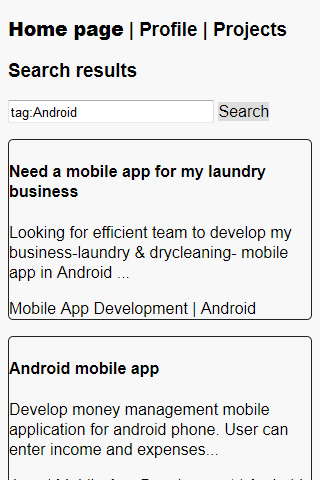 Home page | Profile | Projects
Search results
tag:Android Search
Need a mobile app for my laundry
business
Looking for efficient team to develop my
business-laundry & drycleaning- mobile
app in Android ...
Mobile App Development | Android
Android mobile app
Develop money management mobile
application for android phone. User can
enter income and expenses...